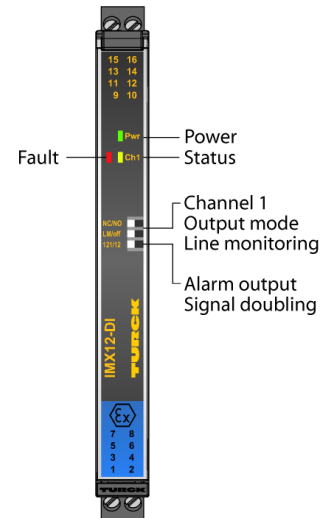 15 16
13 14
11 12
9 10
Pwr
Power
Fault
Ch1
Status
NC/NO
LM/off
121/12
Channel 1
Output mode
Line monitoring
Alarm output
Signal doubling
IMX12-DI
TURCK
Ex
7 8
5 6
3 4
1 2
TURCK